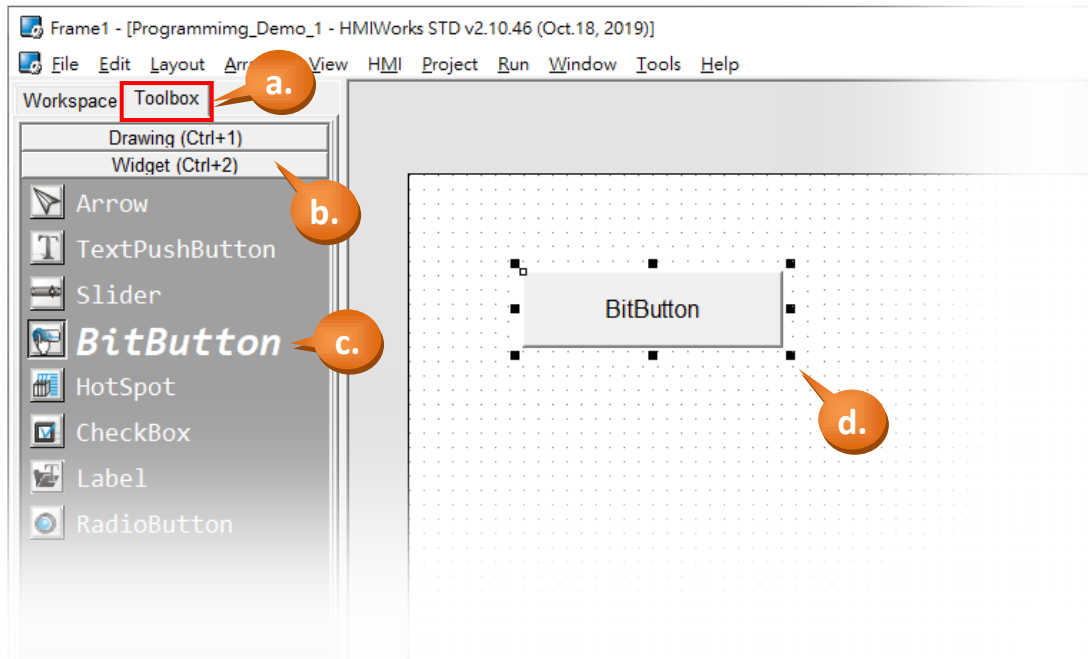 Frame1 - [Programmimg_Demo_1 - HMIWorks STD v2.10.46 (Oct.18, 2019)]
File Edit Layout Arr View HMI Project Run Window Tools Help
a.
Workspace Toolbox
Drawing (Ctrl+1)
Widget (Ctrl+2)
b.
Arrow
TextPushButton
Slider
BitButton
c.
HotSpot
CheckBox
Label
RadioButton
BitButton
d.